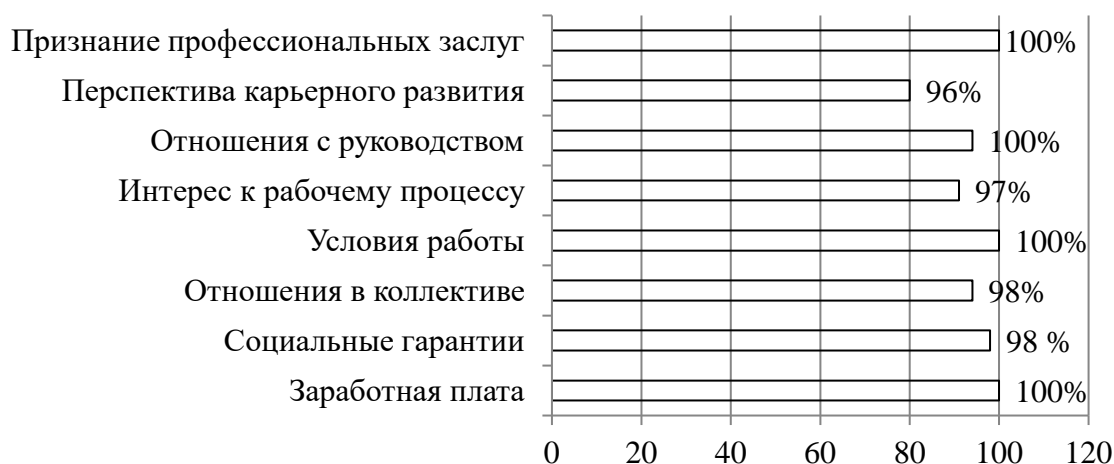 Признание профессиональных заслуг 100%
Перспектива карьерного развития 96%
Отношения с руководством 100%
Интерес к рабочему процессу 97%
Условия работы 100%
Отношения в коллективе 98%
Социальные гарантии 98 %
Заработная плата 100%
0 20 40 60 80 100 120